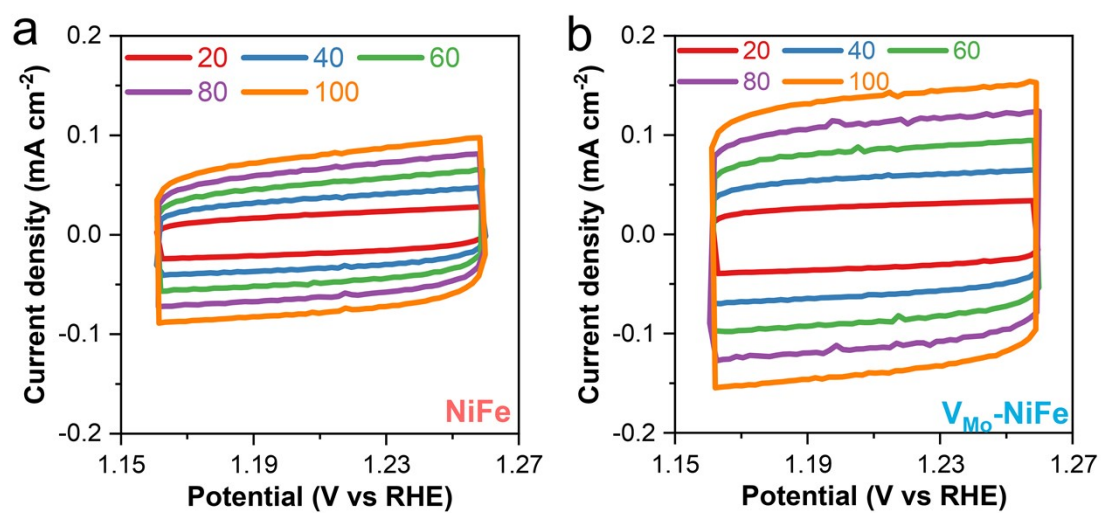 a
0.2
0.1
0.0
-0.1
-0.2
Current density (mA cm-2)
20 40 60
80 100
NiFe
1.15 1.19 1.23 1.27
Potential (V vs RHE)
b
0.2
0.1
0.0
-0.1
-0.2
Current density (mA cm-2)
20 40 60
80 100
VMo-NiFe
1.15 1.19 1.23 1.27
Potential (V vs RHE)